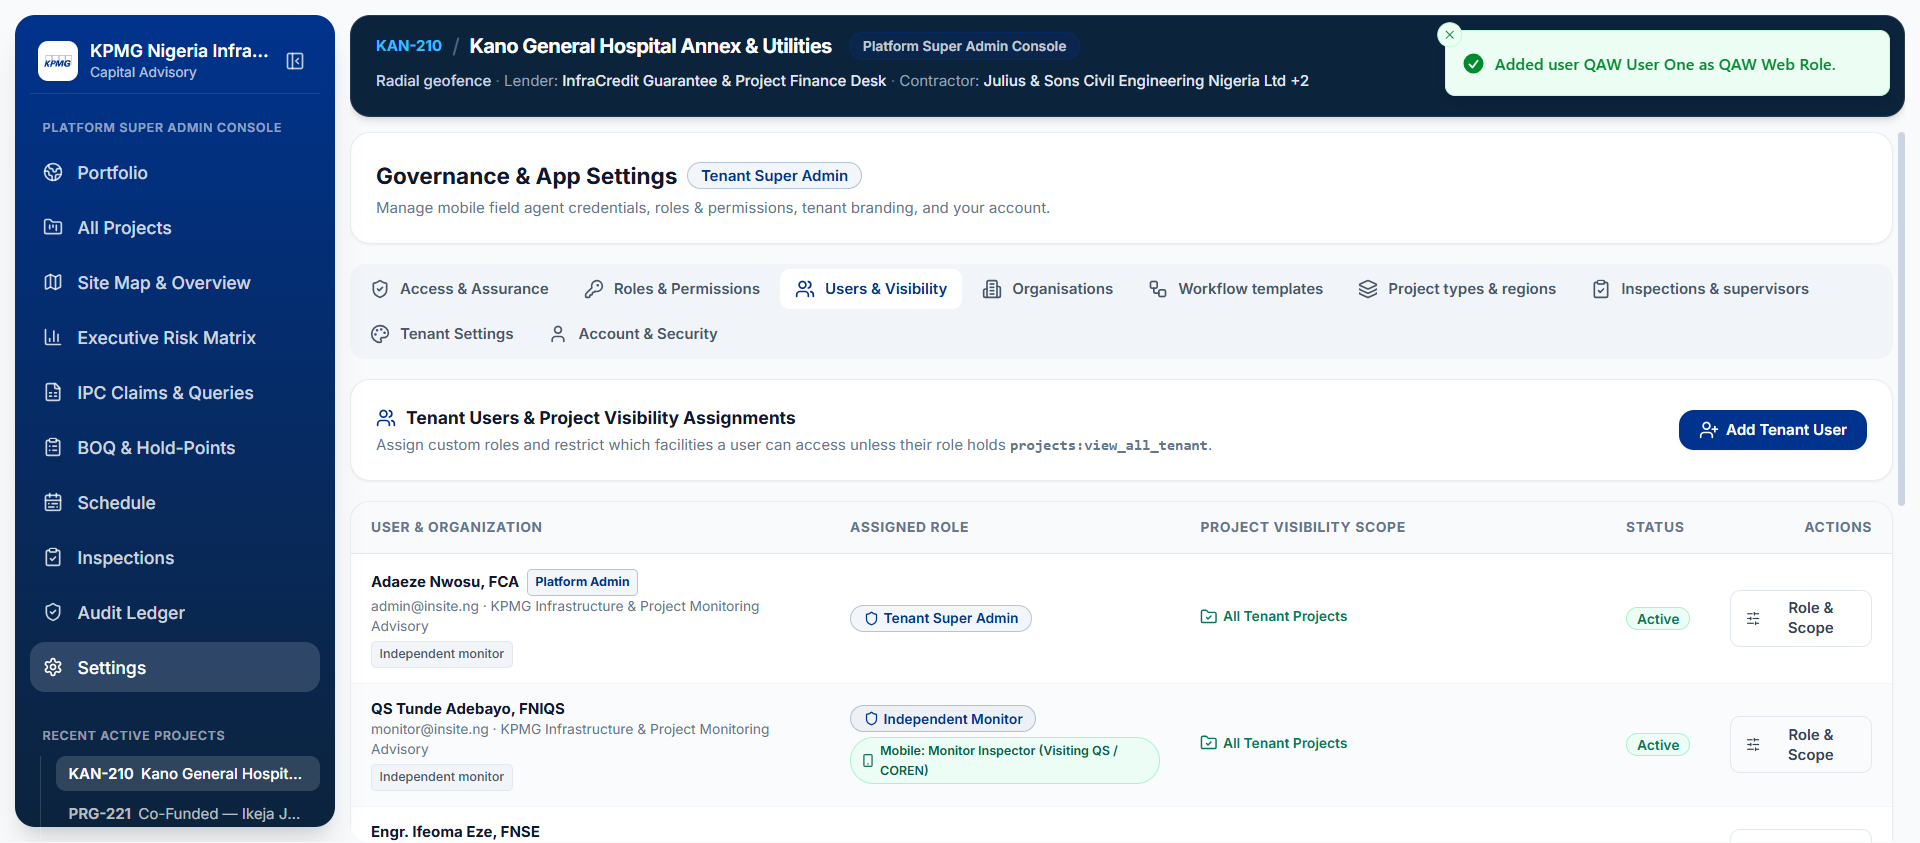 KPMG
KPMG Nigeria Infra...
Capital Advisory
PLATFORM SUPER ADMIN CONSOLE
Portfolio
All Projects
Site Map & Overview
Executive Risk Matrix
IPC Claims & Queries
BOQ & Hold-Points
Schedule
Inspections
Audit Ledger
Settings
RECENT ACTIVE PROJECTS
KAN-210 Kano General Hospit...
PRG-221 Co-Funded — Ikeja J...
KAN-210 / Kano General Hospital Annex & Utilities Platform Super Admin Console
Radial geofence · Lender: InfraCredit Guarantee & Project Finance Desk · Contractor: Julius & Sons Civil Engineering Nigeria Ltd +2
Added user QAW User One as QAW Web Role.
Governance & App Settings Tenant Super Admin
Manage mobile field agent credentials, roles & permissions, tenant branding, and your account.
Access & Assurance Roles & Permissions Users & Visibility Organisations Workflow templates Project types & regions Inspections & supervisors
Tenant Settings Account & Security
Tenant Users & Project Visibility Assignments
Assign custom roles and restrict which facilities a user can access unless their role holds projects:view_all_tenant.
Add Tenant User
USER & ORGANIZATION ASSIGNED ROLE PROJECT VISIBILITY SCOPE STATUS ACTIONS
Adaeze Nwosu, FCA Platform Admin
admin@insite.ng · KPMG Infrastructure & Project Monitoring
Advisory
Independent monitor
Tenant Super Admin
All Tenant Projects
Active
Role &
Scope
QS Tunde Adebayo, FNIQS
monitor@insite.ng · KPMG Infrastructure & Project Monitoring
Advisory
Independent monitor
Independent Monitor
Mobile: Monitor Inspector (Visiting QS /
COREN)
All Tenant Projects
Active
Role &
Scope
Engr. Ifeoma Eze, FNSE